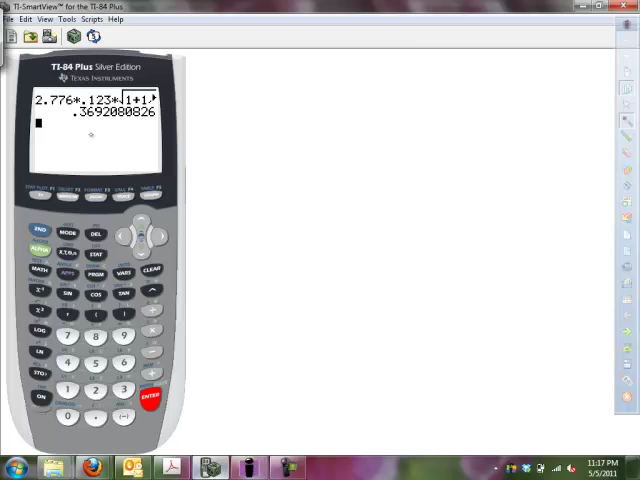 TI-SmartView™ for the TI-84 Plus
File Edit View Tools Scripts Help
TI-84 Plus Silver Edition
TEXAS INSTRUMENTS
2.776*.123*√1+1.
.3692080826
2ND MODE DEL
ALPHA X,T,Θ,n STAT
MATH APPS PRGM VARS CLEAR
SIN COS TAN ^
, ( )
LOG 7 8 9
LN 4 5 6
STO 1 2 3
ON 0 . (-) ENTER
11:17 PM
5/5/2011